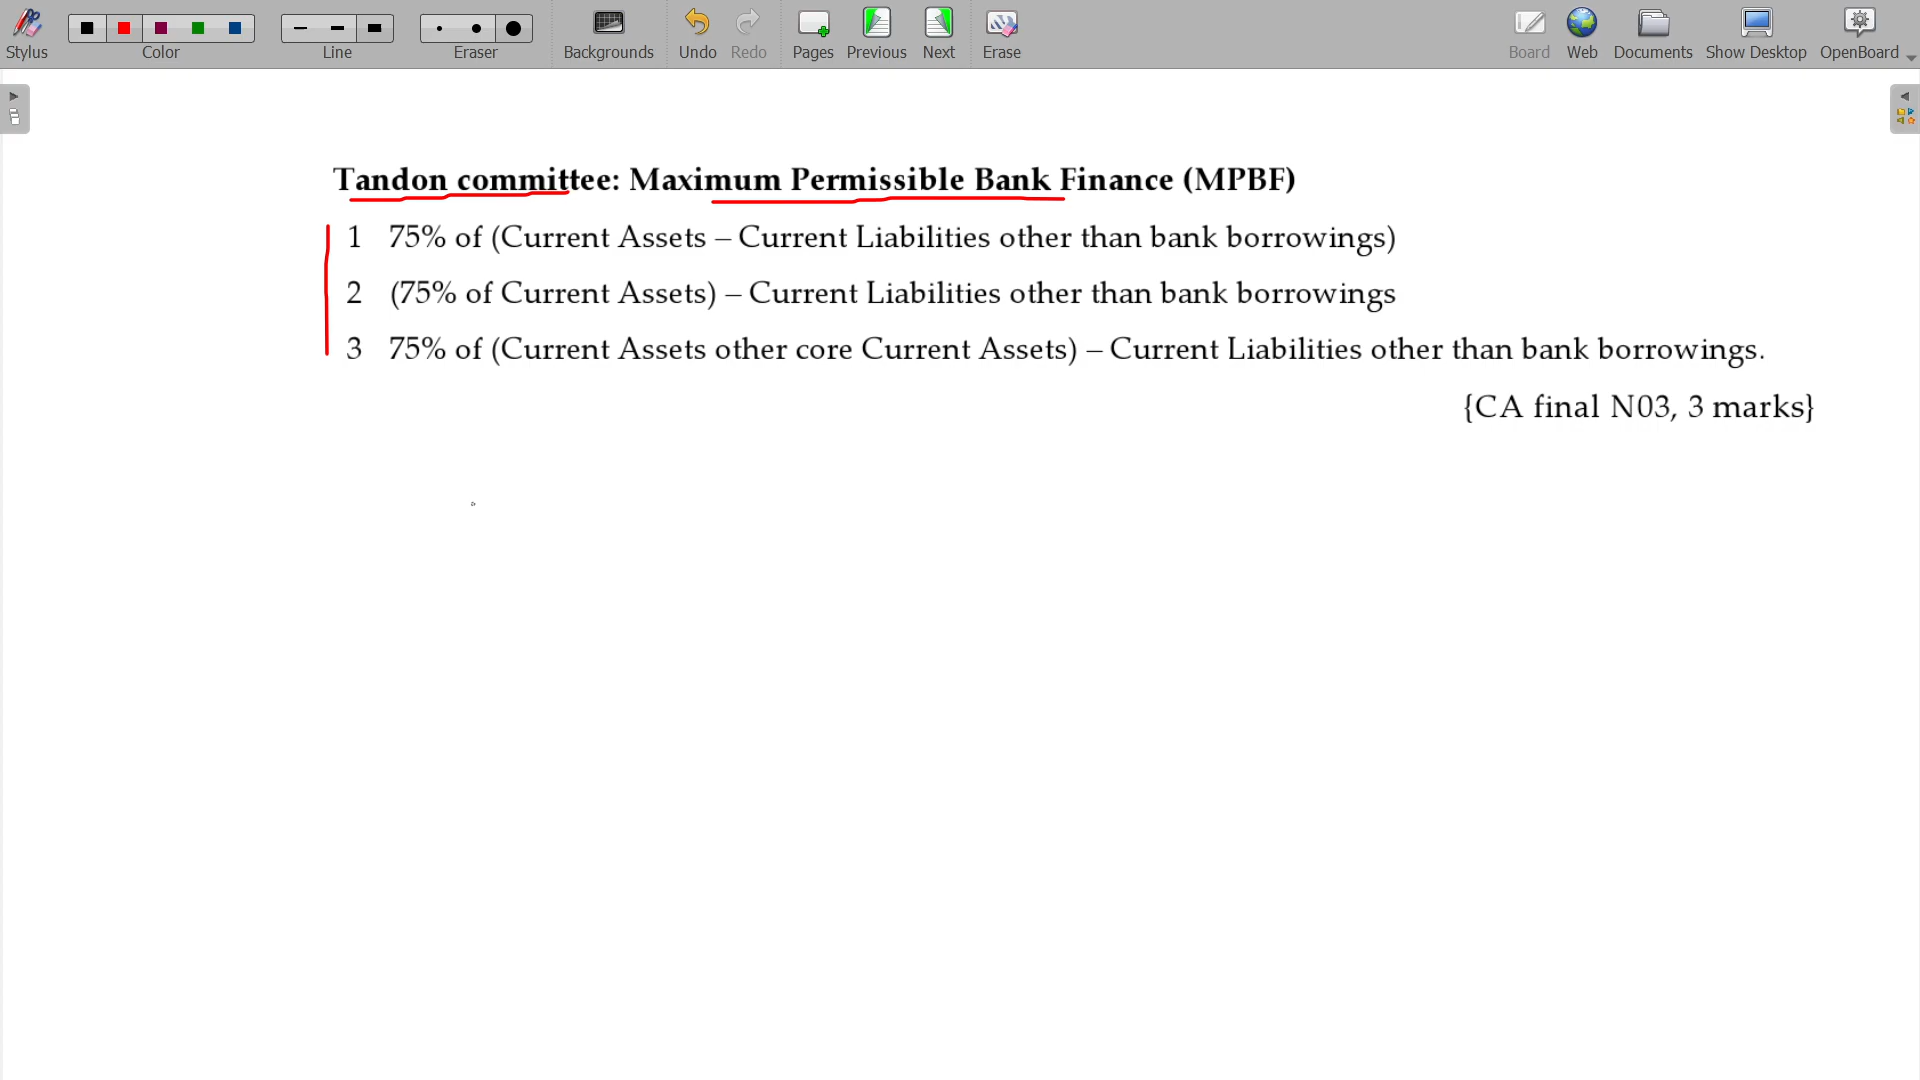 Stylus Color Line Eraser Backgrounds Undo Redo Pages Previous Next Erase Board Web Documents Show Desktop OpenBoard
Tandon committee: Maximum Permissible Bank Finance (MPBF)
1 75% of (Current Assets – Current Liabilities other than bank borrowings)
2 (75% of Current Assets) – Current Liabilities other than bank borrowings
3 75% of (Current Assets other core Current Assets) – Current Liabilities other than bank borrowings.
{CA final N03, 3 marks}